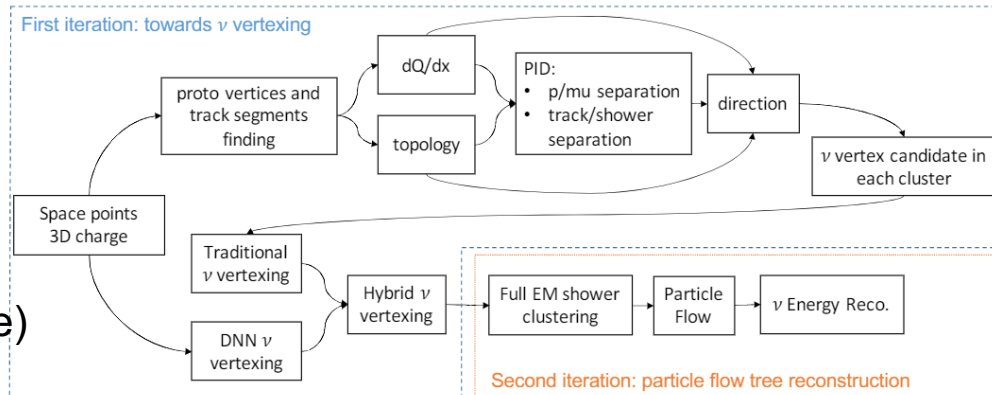 First iteration: towards ν vertexing
proto vertices and
track segments
finding
dQ/dx
topology
PID:
• p/mu separation
• track/shower
separation
direction
ν vertex candidate in
each cluster
Space points
3D charge
Traditional
ν vertexing
DNN ν
vertexing
Hybrid ν
vertexing
Full EM shower
clustering
Particle
Flow
ν Energy Reco.
e)
Second iteration: particle flow tree reconstruction